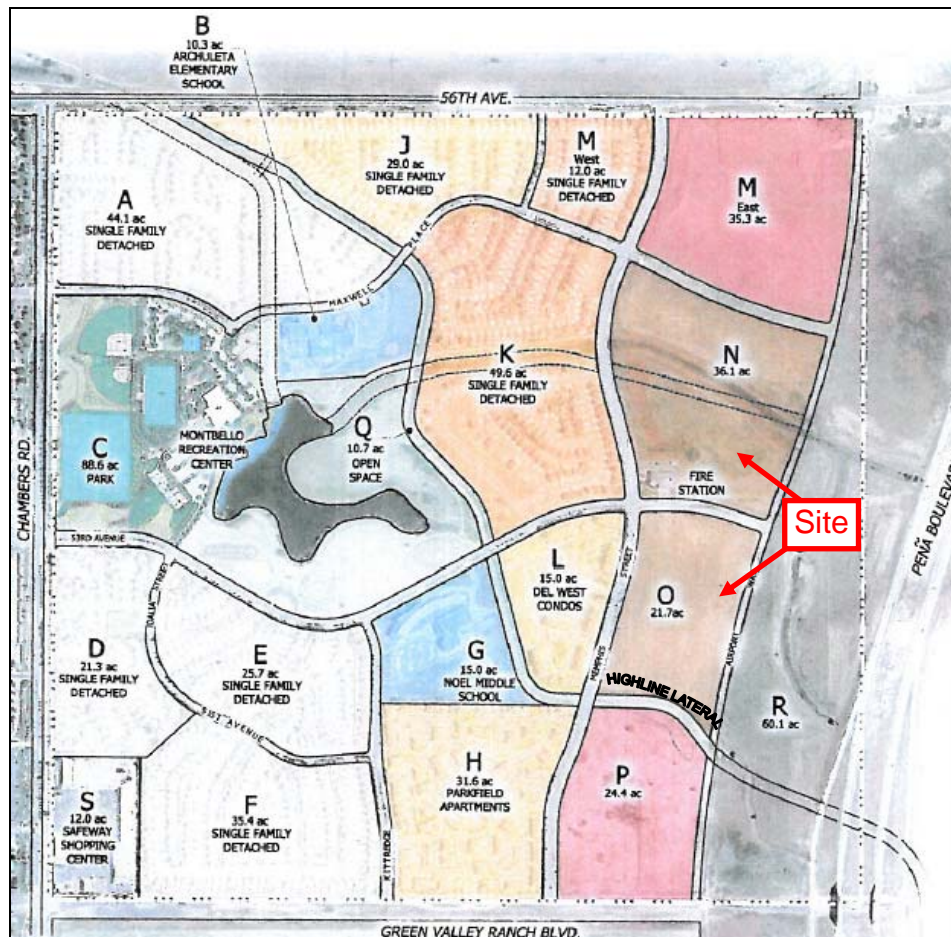 B
10.3 ac
ARCHULETA
ELEMENTARY
SCHOOL
56TH AVE.
J
29.0 ac
SINGLE FAMILY
DETACHED
M
West
12.0 ac
SINGLE FAMILY
DETACHED
M
East
35.3 ac
A
44.1 ac
SINGLE FAMILY
DETACHED
MAXWELL
PLACE
K
49.6 ac
SINGLE FAMILY
DETACHED
N
36.1 ac
C
88.6 ac
PARK
MONTBELLO
RECREATION
CENTER
Q
10.7 ac
OPEN
SPACE
FIRE
STATION
Site
CHAMBERS RD.
PEÑA BOULEVARD
53RD AVENUE
L
15.0 ac
DEL WEST
CONDOS
MEMPHIS
STREET
O
21.7ac
AIRPORT
D
21.3 ac
SINGLE FAMILY
DETACHED
STREET
E
25.7 ac
SINGLE FAMILY
DETACHED
G
15.0 ac
NOEL MIDDLE
SCHOOL
HIGHLINE LATERAL
R
60.1 ac
51ST AVENUE
H
31.6 ac
PARKFIELD
APARTMENTS
P
24.4 ac
S
12.0 ac
SAFEWAY
SHOPPING
CENTER
F
35.4 ac
SINGLE FAMILY
DETACHED
KITTREDGE
GREEN VALLEY RANCH BLVD.